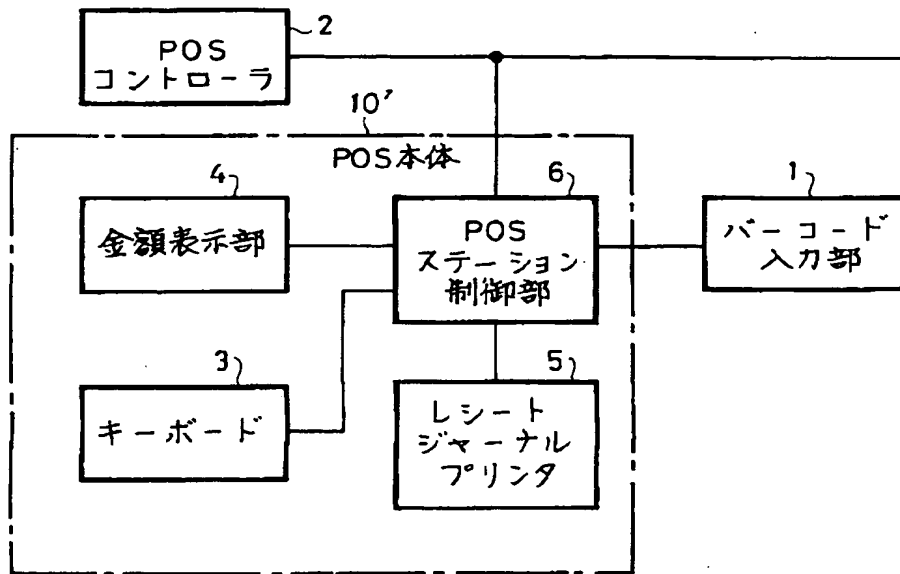 2
POS
コントローラ
10'
POS本体
4
金額表示部
6
POS
ステーション
制御部
1
バーコード
入力部
3
キーボード
5
レシート
ジャーナル
プリンタ